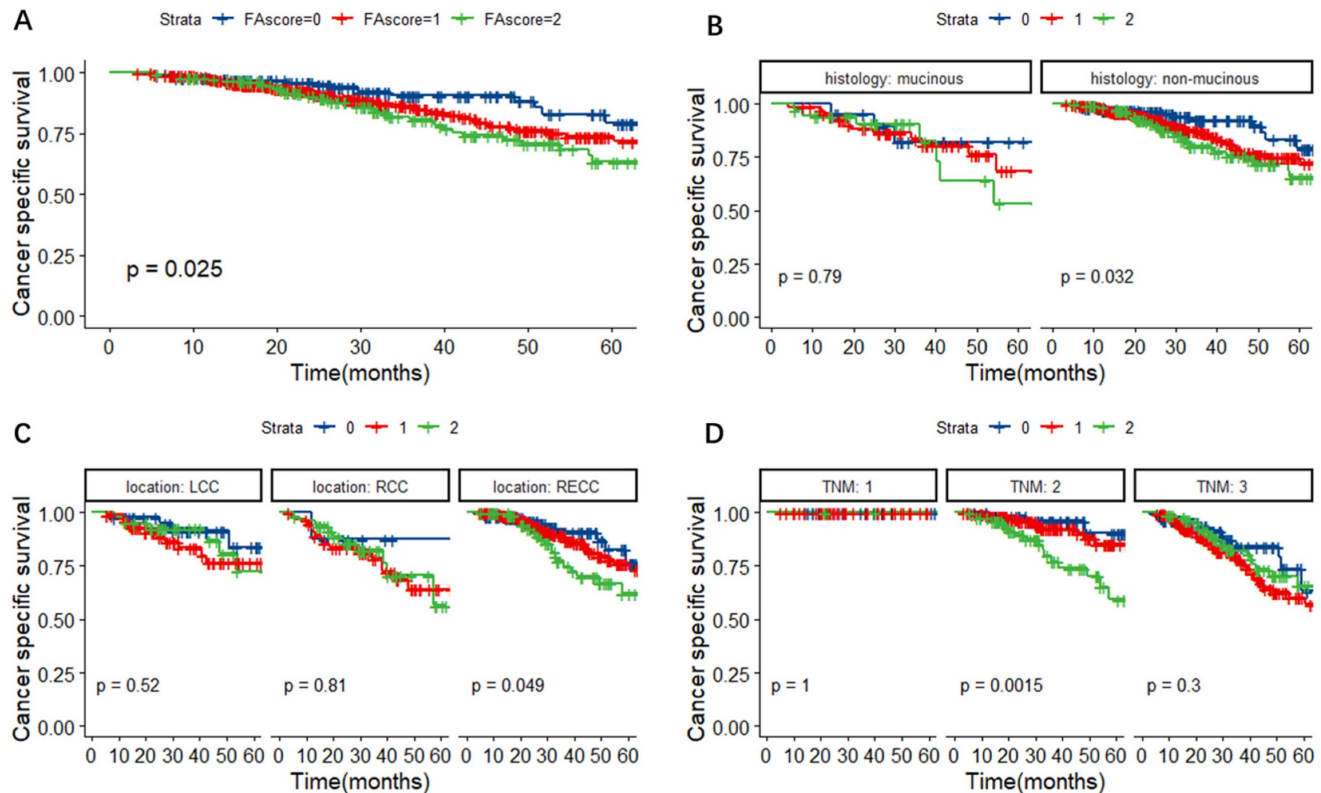 A
Strata FAscore=0 FAscore=1 FAscore=2
Cancer specific survival
1.00
0.75
0.50
0.25
0.00
p = 0.025
0 10 20 30 40 50 60
Time(months)
B
Strata 0 1 2
histology: mucinous histology: non-mucinous
Cancer specific survival
1.00
0.75
0.50
0.25
0.00
p = 0.79 p = 0.032
0 10 20 30 40 50 60 0 10 20 30 40 50 60
Time(months)
C
Strata 0 1 2
location: LCC location: RCC location: RECC
Cancer specific survival
1.00
0.75
0.50
0.25
0.00
p = 0.52 p = 0.81 p = 0.049
0 10 20 30 40 50 60 0 10 20 30 40 50 60 0 10 20 30 40 50 60
Time(months)
D
Strata 0 1 2
TNM: 1 TNM: 2 TNM: 3
Cancer specific survival
1.00
0.75
0.50
0.25
0.00
p = 1 p = 0.0015 p = 0.3
0 10 20 30 40 50 60 0 10 20 30 40 50 60 0 10 20 30 40 50 60
Time(months)